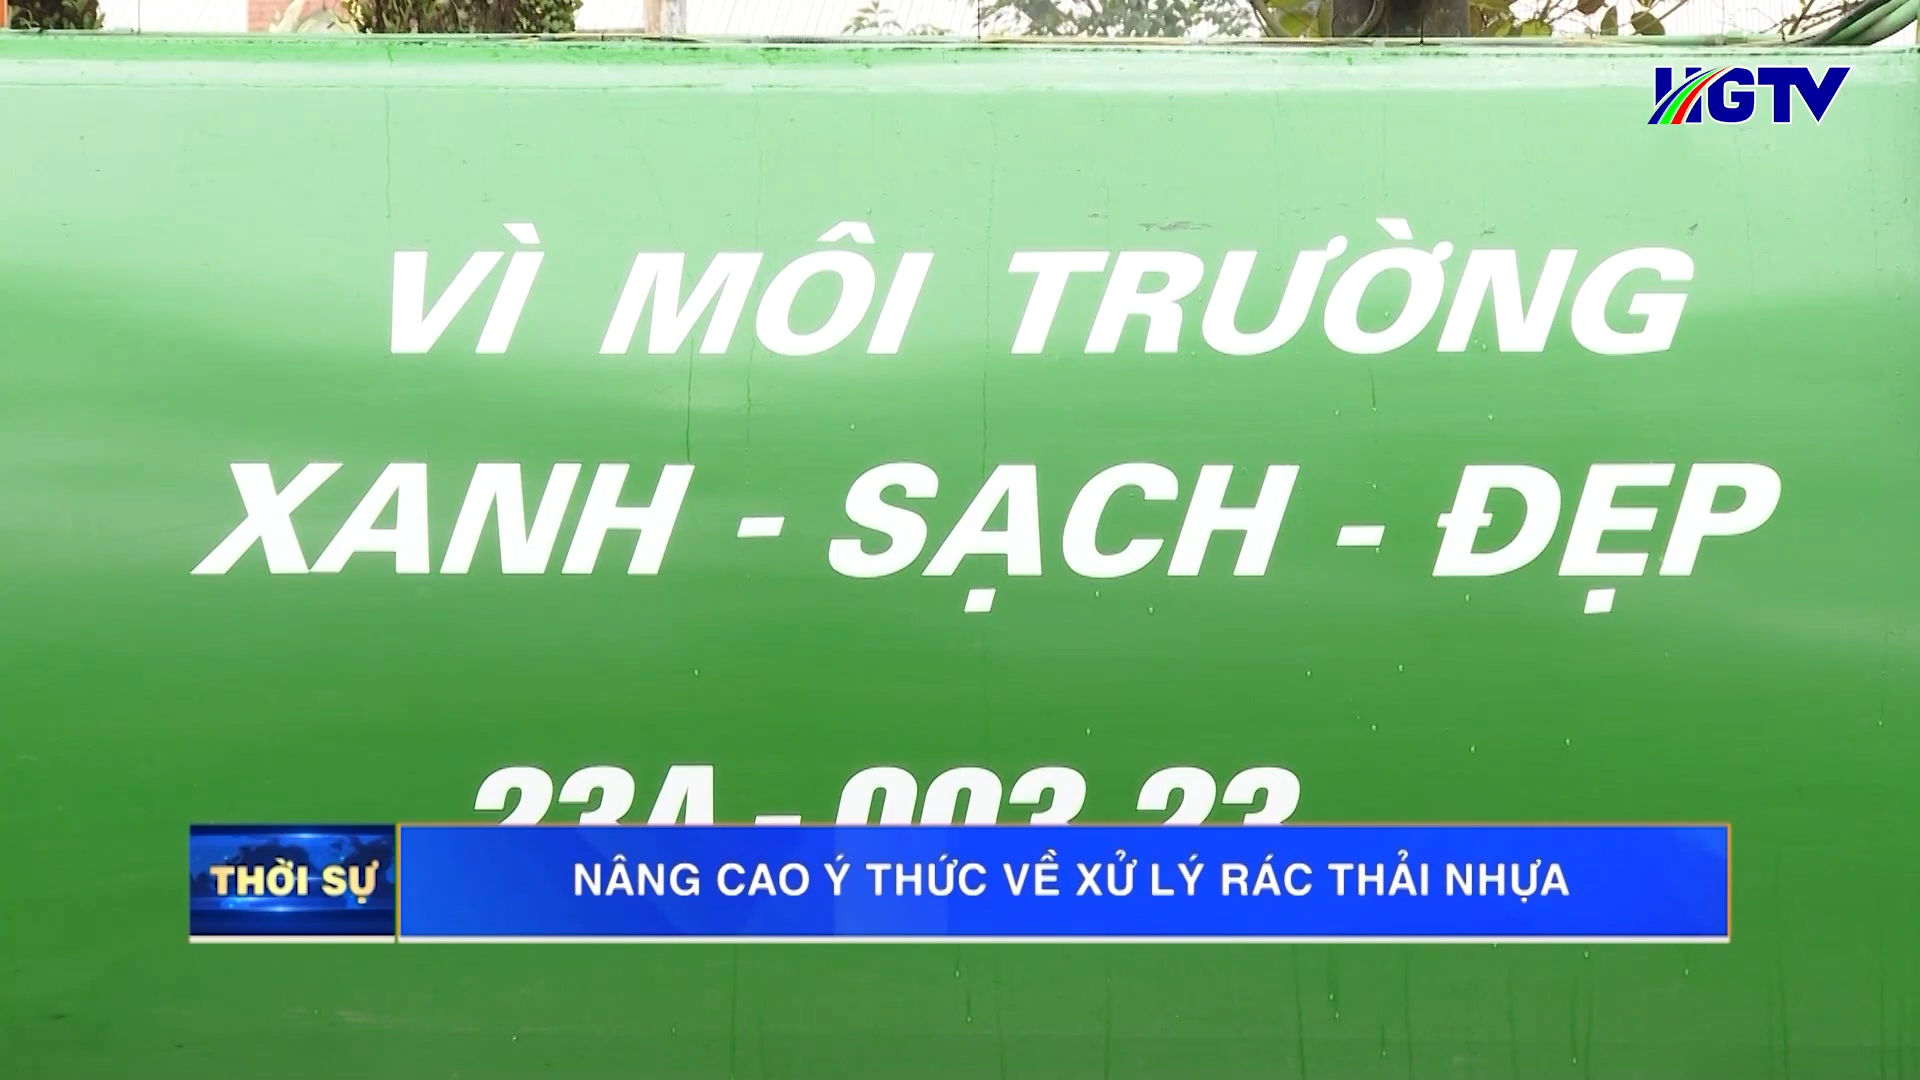 HGTV
VÌ MÔI TRƯỜNG
XANH - SẠCH - ĐẸP
THỜI SỰ
NÂNG CAO Ý THỨC VỀ XỬ LÝ RÁC THẢI NHỰA